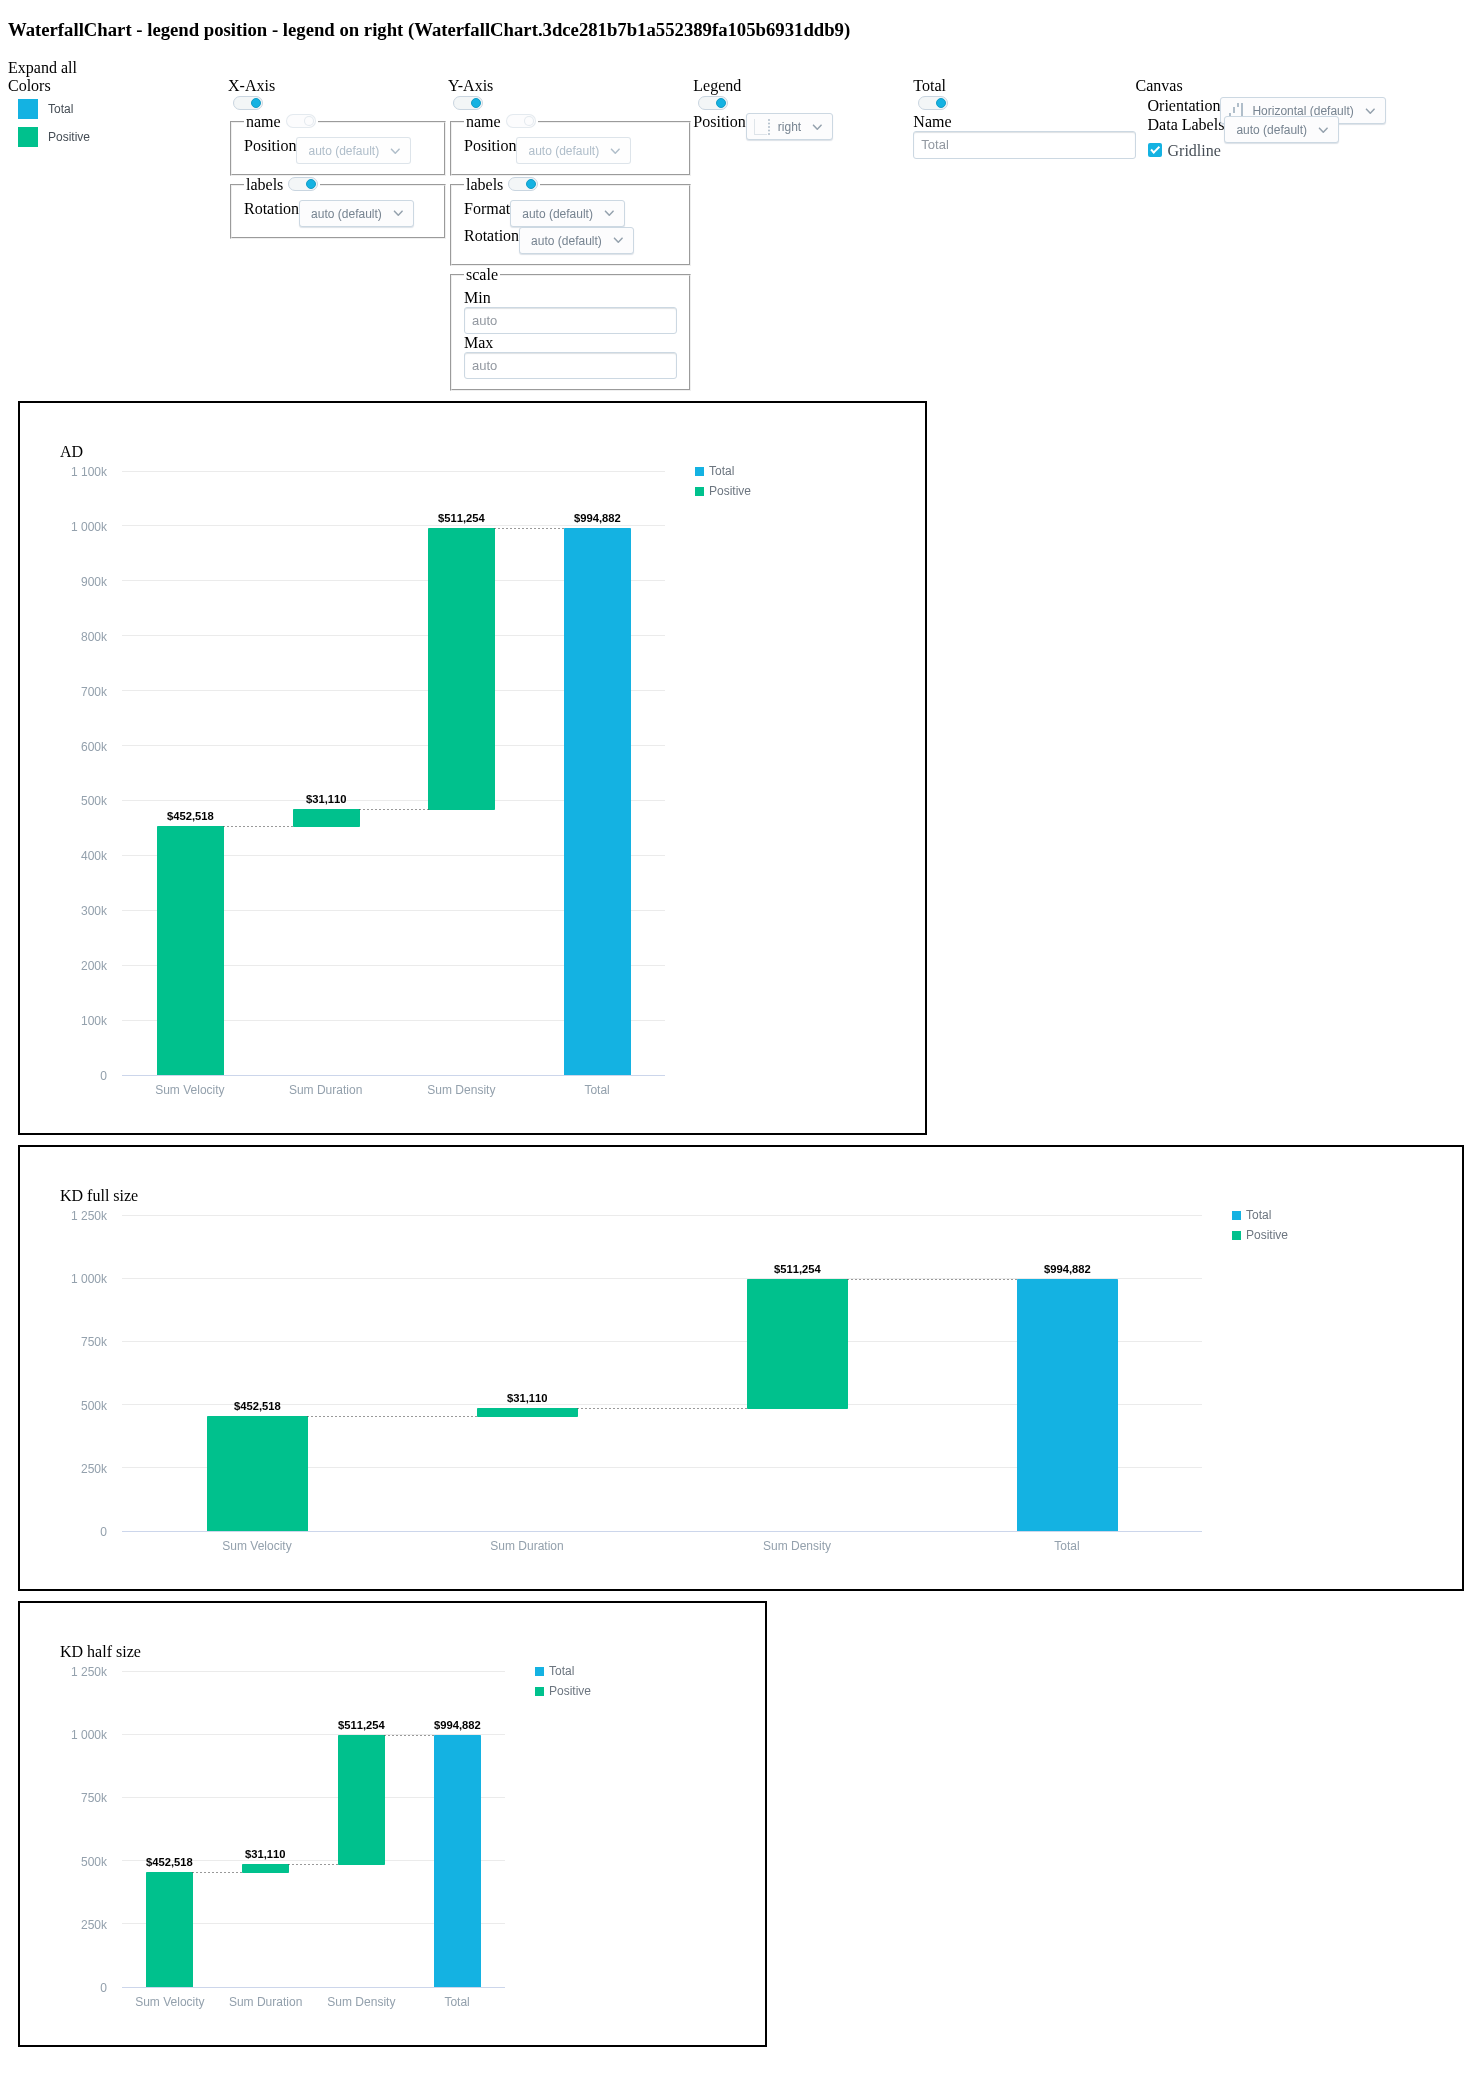 WaterfallChart - legend position - legend on right (WaterfallChart.3dce281b7b1a552389fa105b6931ddb9)
Expand all
Colors
Total
Positive
X-Axis
name
Position auto (default)
labels
Rotation auto (default)
Y-Axis
name
Position auto (default)
labels
Format auto (default)
Rotation auto (default)
scale
Min
auto
Max
auto
Legend
Position right
Total
Name
Total
Canvas
Orientation Horizontal (default)
Data Labels auto (default)
Gridline
AD
1 100k
1 000k
900k
800k
700k
600k
500k
400k
300k
200k
100k
0
$452,518
$31,110
$511,254
$994,882
Sum Velocity
Sum Duration
Sum Density
Total
Total
Positive
KD full size
1 250k
1 000k
750k
500k
250k
0
$452,518
$31,110
$511,254
$994,882
Sum Velocity
Sum Duration
Sum Density
Total
Total
Positive
KD half size
1 250k
1 000k
750k
500k
250k
0
$452,518
$31,110
$511,254
$994,882
Sum Velocity
Sum Duration
Sum Density
Total
Total
Positive